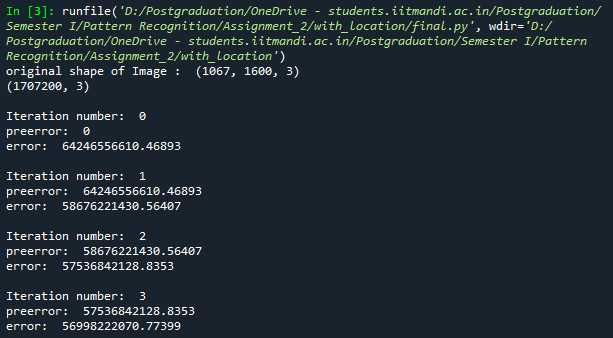 In [3]: runfile('D:/Postgraduation/OneDrive - students.iitmandi.ac.in/Postgraduation/
Semester I/Pattern Recognition/Assignment_2/with_location/final.py', wdir='D:/
Postgraduation/OneDrive - students.iitmandi.ac.in/Postgraduation/Semester I/Pattern
Recognition/Assignment_2/with_location')
original shape of Image :  (1067, 1600, 3)
(1707200, 3)

Iteration number:  0
preerror:  0
error:  64246556610.46893

Iteration number:  1
preerror:  64246556610.46893
error:  58676221430.56407

Iteration number:  2
preerror:  58676221430.56407
error:  57536842128.8353

Iteration number:  3
preerror:  57536842128.8353
error:  56998222070.77399